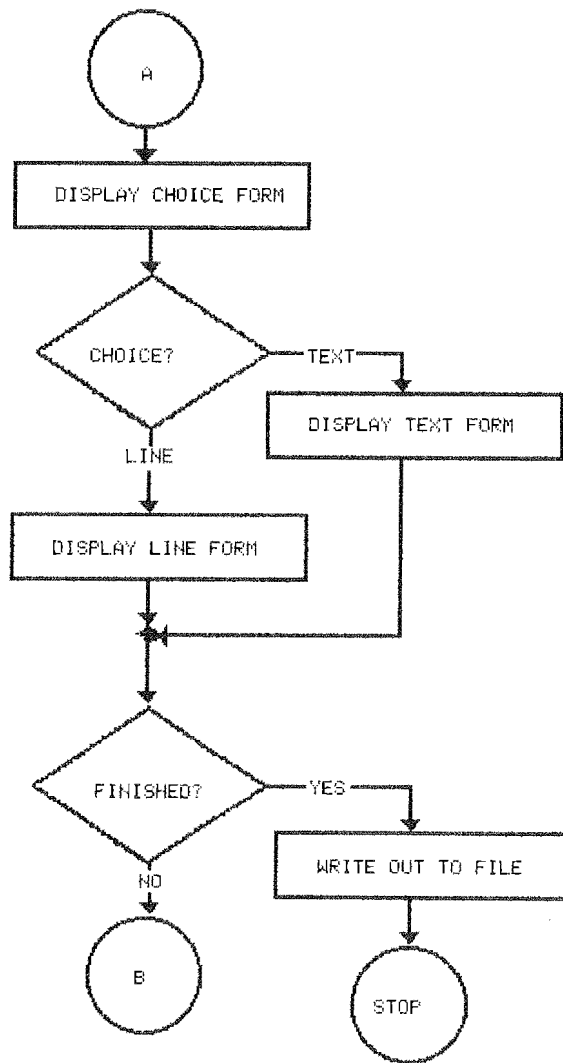 A
DISPLAY CHOICE FORM
CHOICE?
TEXT
DISPLAY TEXT FORM
LINE
DISPLAY LINE FORM
FINISHED?
YES
WRITE OUT TO FILE
NO
B
STOP